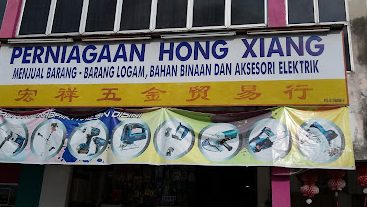 PERNIAGAAN HONG XIANG
MENJUAL BARANG - BARANG LOGAM, BAHAN BINAAN DAN AKSESORI ELEKTRIK
宏祥五金贸易行